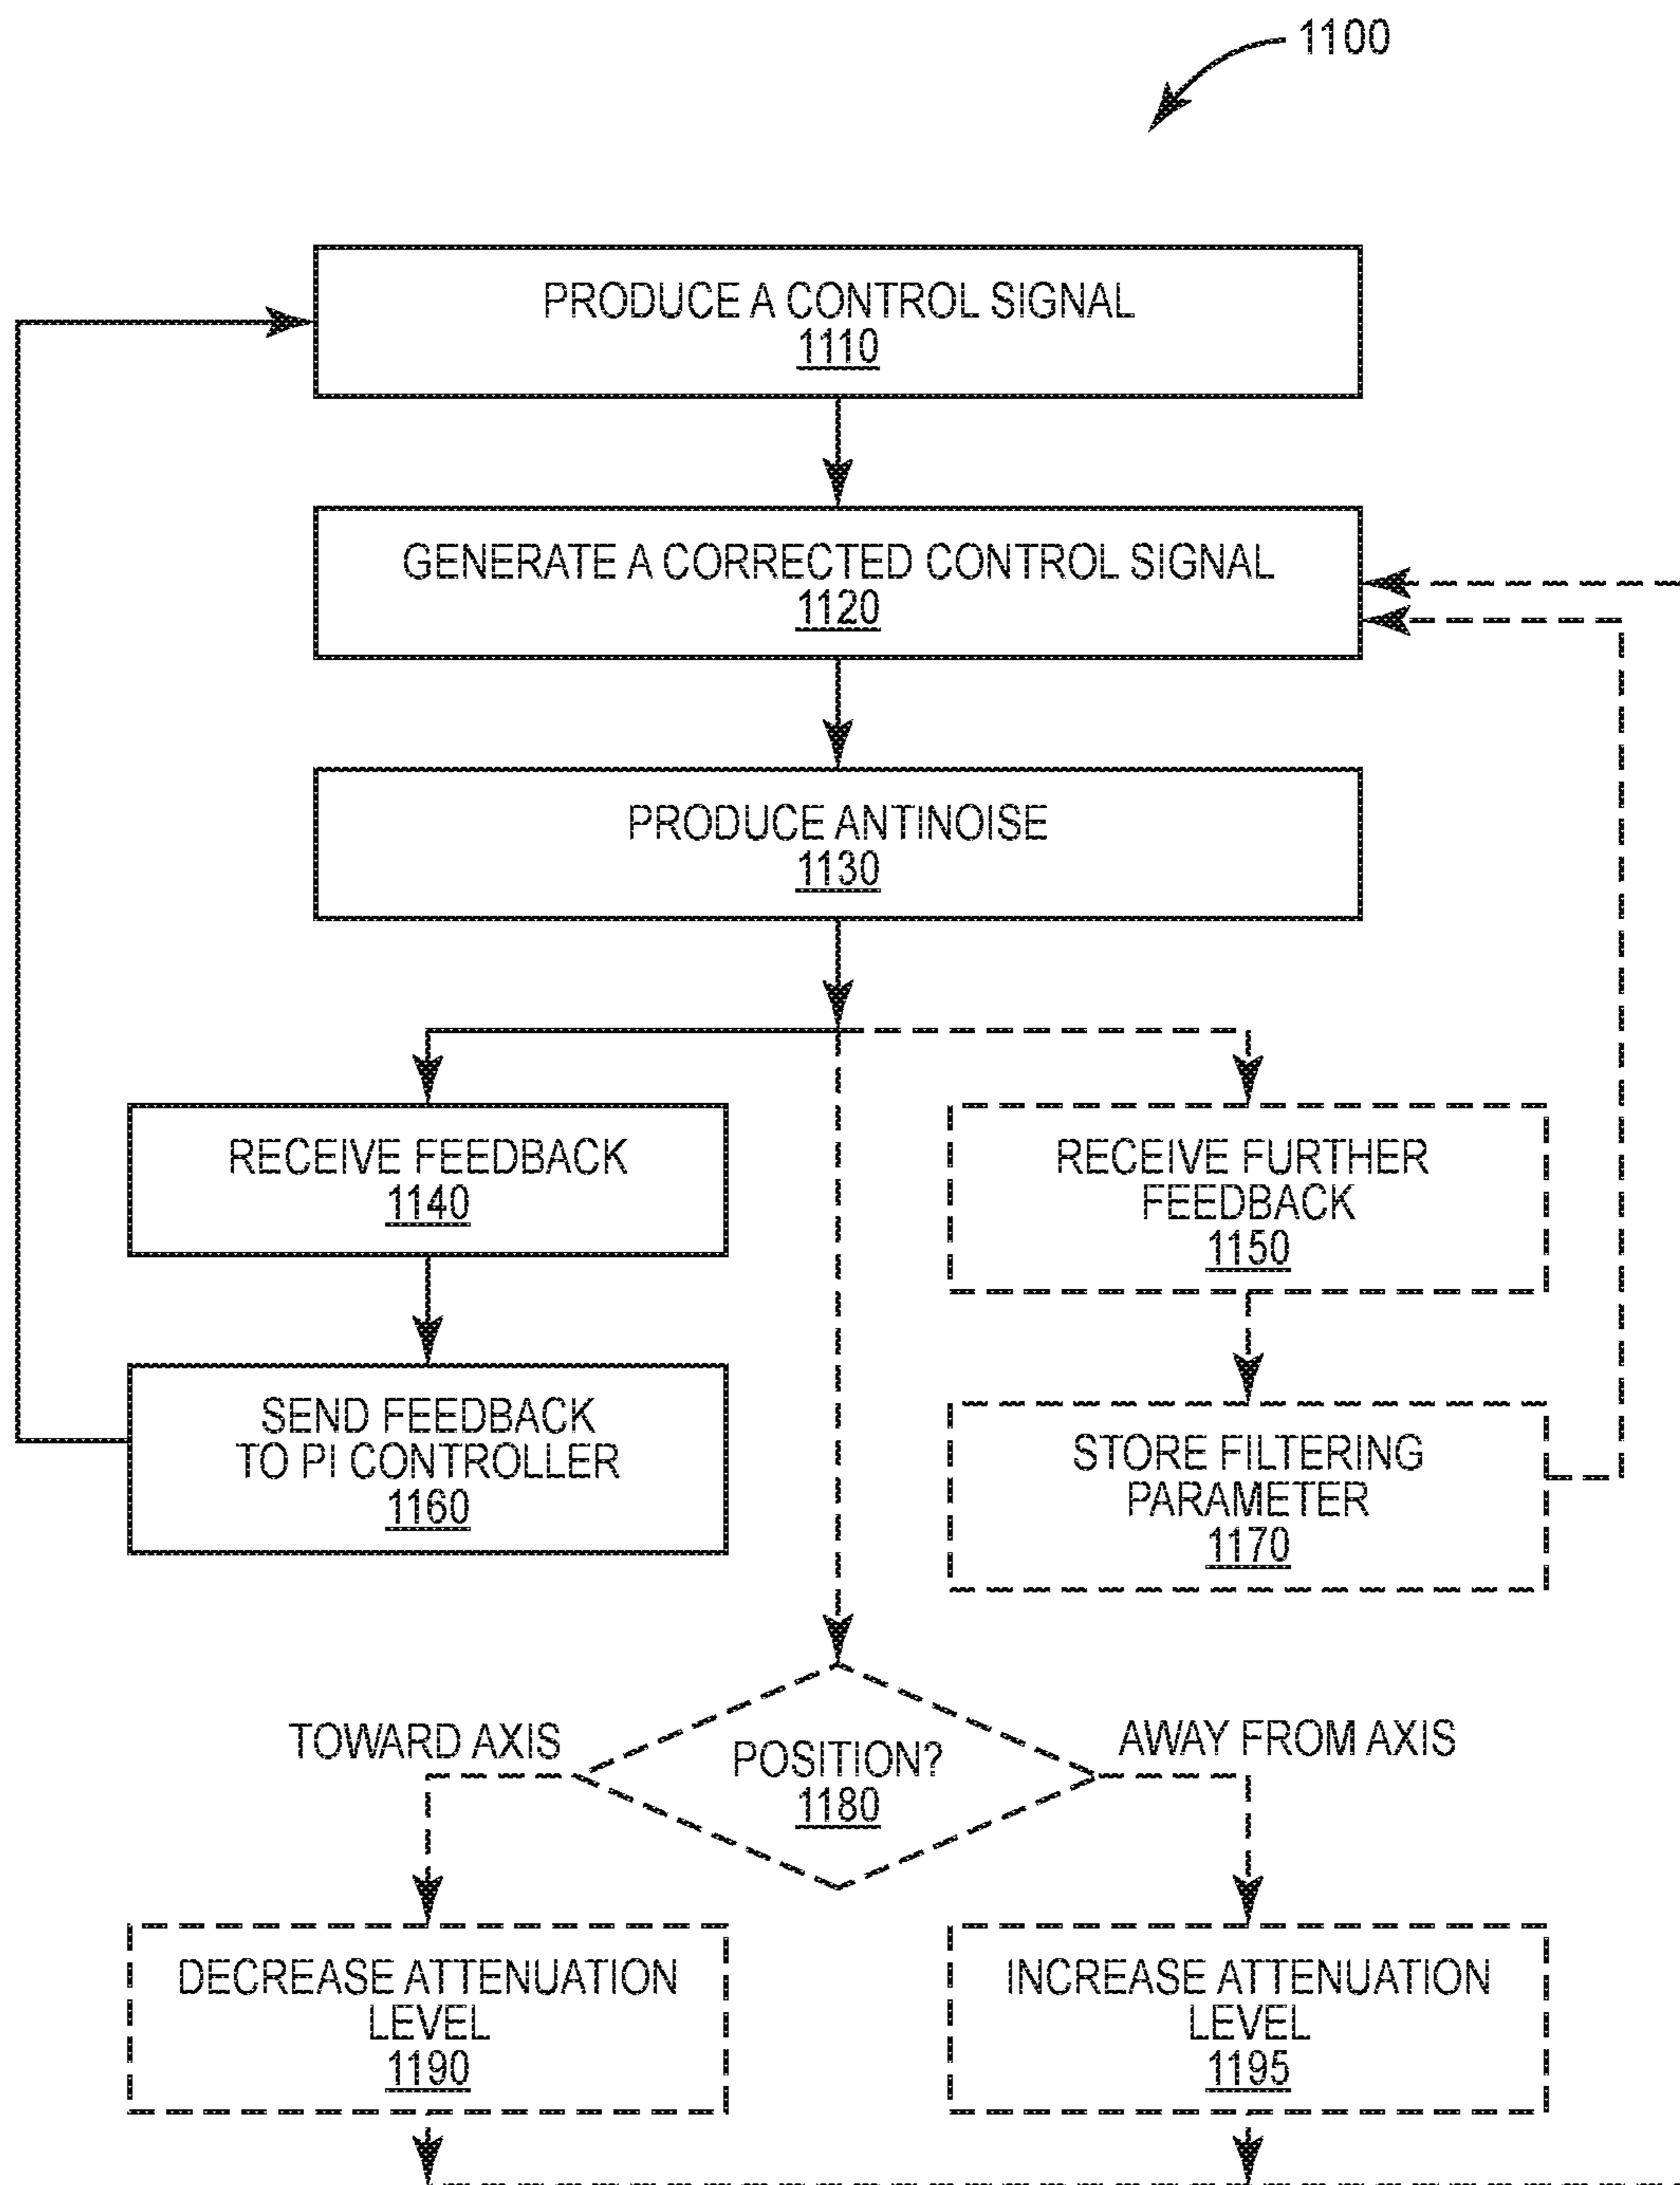 1100
PRODUCE A CONTROL SIGNAL
1110
GENERATE A CORRECTED CONTROL SIGNAL
1120
PRODUCE ANTINOISE
1130
RECEIVE FEEDBACK
1140
RECEIVE FURTHER
FEEDBACK
1150
SEND FEEDBACK
TO PI CONTROLLER
1160
STORE FILTERING
PARAMETER
1170
TOWARD AXIS
POSITION?
1180
AWAY FROM AXIS
DECREASE ATTENUATION
LEVEL
1190
INCREASE ATTENUATION
LEVEL
1195